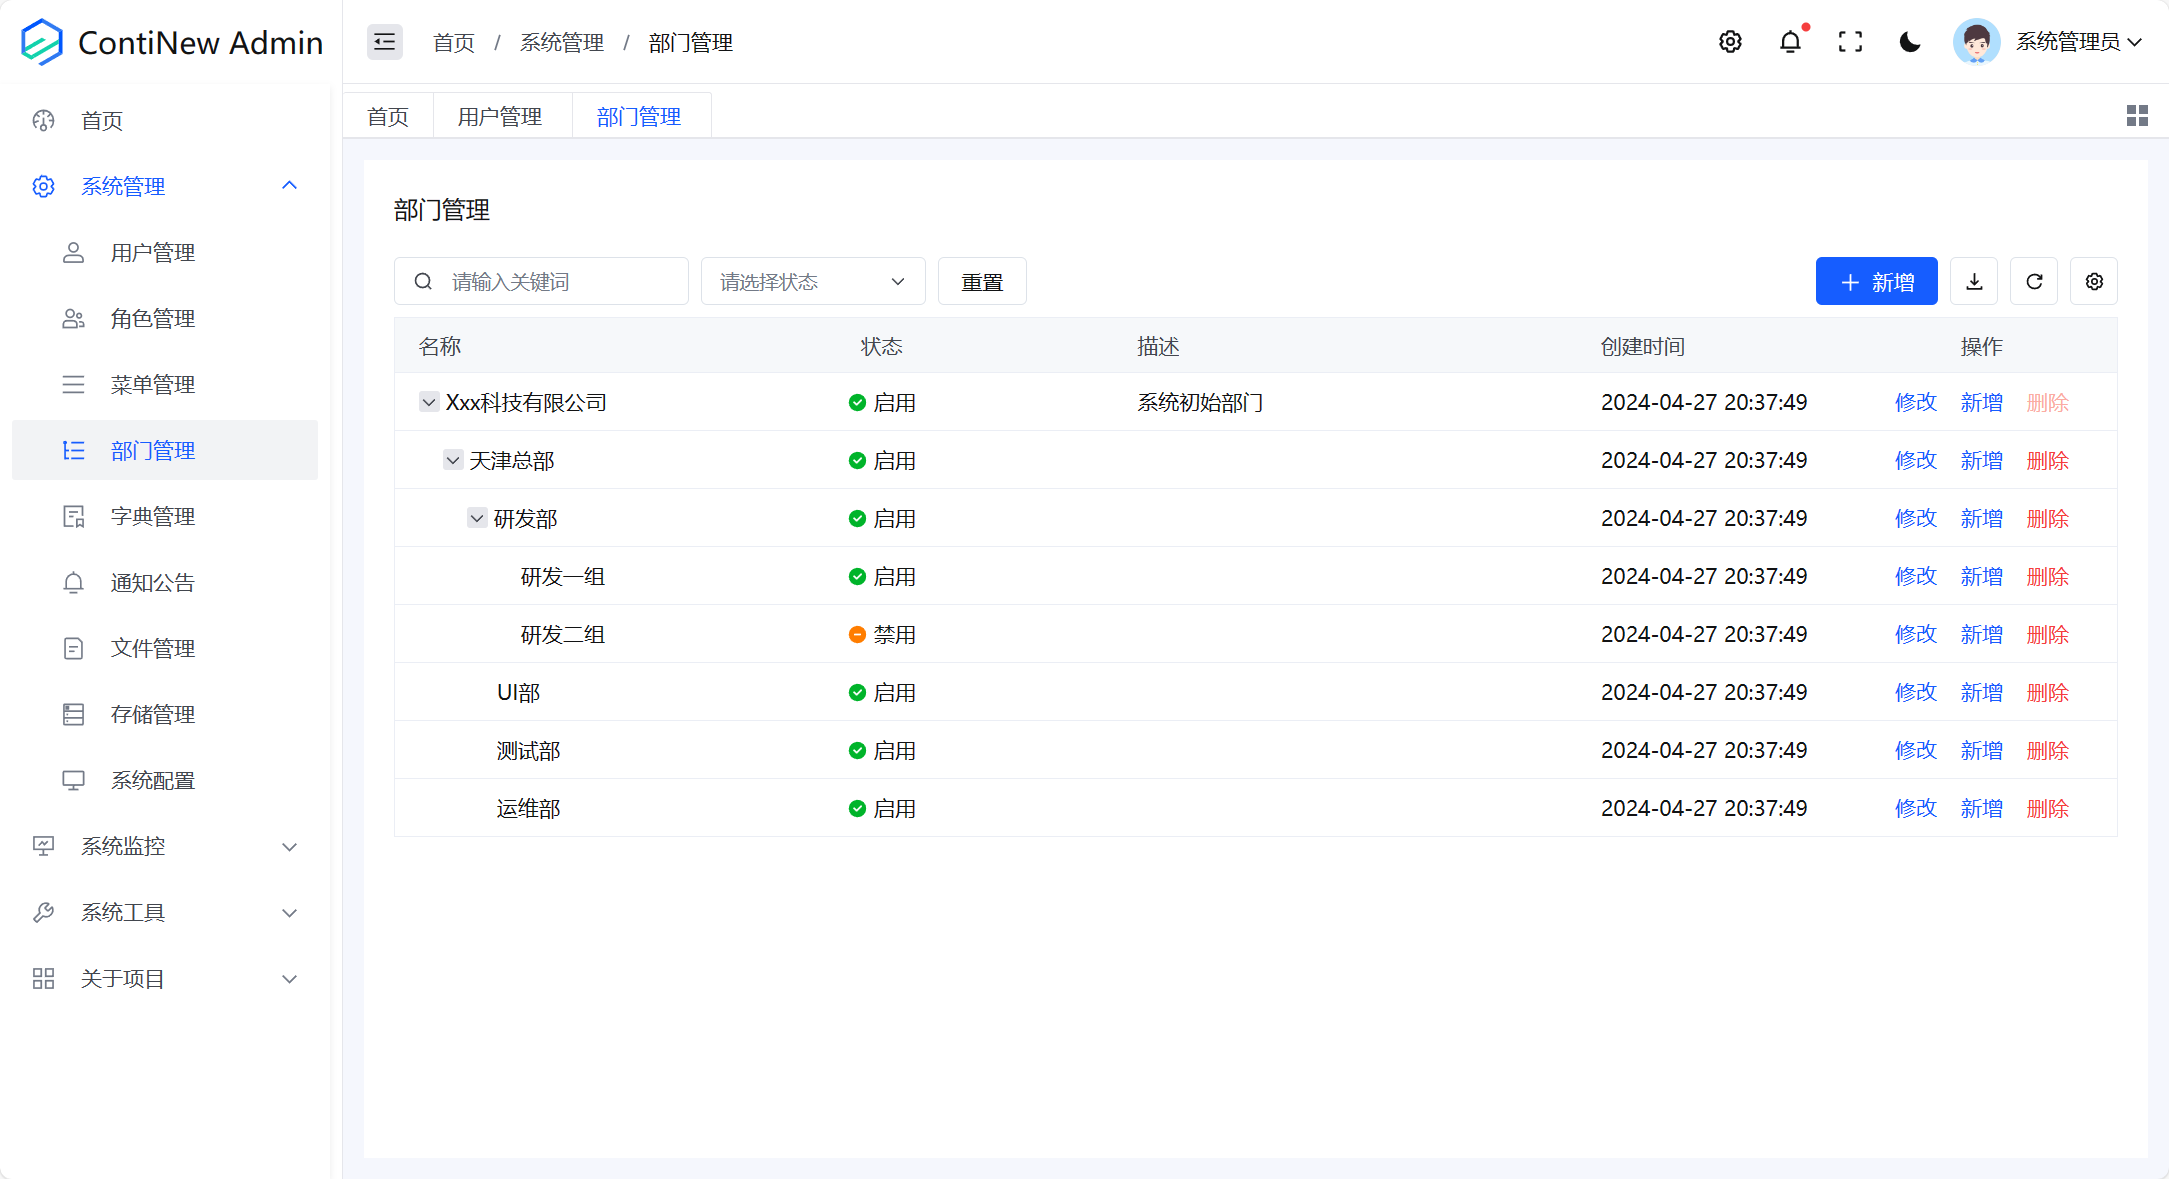 ContiNew Admin
首页 / 系统管理 / 部门管理
系统管理员
首页
系统管理
用户管理
角色管理
菜单管理
部门管理
字典管理
通知公告
文件管理
存储管理
系统配置
系统监控
系统工具
关于项目
首页 用户管理 部门管理
部门管理
请输入关键词 请选择状态 重置 新增
名称 状态 描述 创建时间 操作
Xxx科技有限公司 启用 系统初始部门 2024-04-27 20:37:49 修改 新增 删除
天津总部 启用 2024-04-27 20:37:49 修改 新增 删除
研发部 启用 2024-04-27 20:37:49 修改 新增 删除
研发一组 启用 2024-04-27 20:37:49 修改 新增 删除
研发二组 禁用 2024-04-27 20:37:49 修改 新增 删除
UI部 启用 2024-04-27 20:37:49 修改 新增 删除
测试部 启用 2024-04-27 20:37:49 修改 新增 删除
运维部 启用 2024-04-27 20:37:49 修改 新增 删除